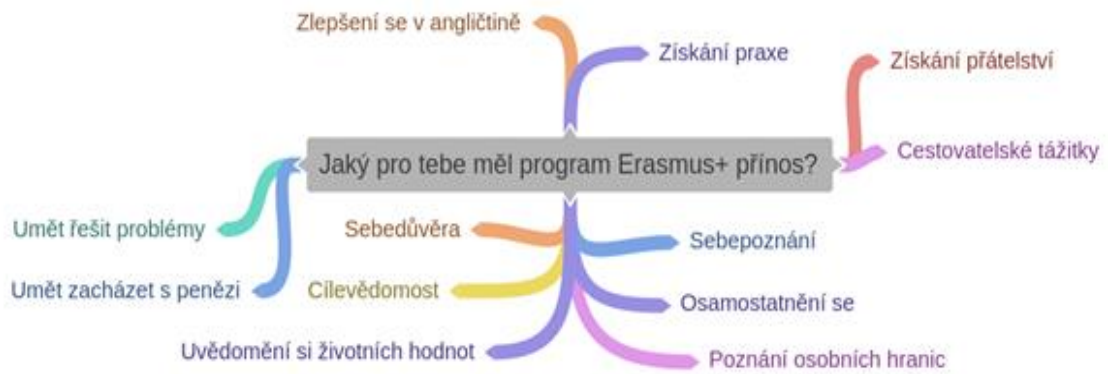 Zlepšení se v angličtině
Získání praxe
Získání přátelství
Jaký pro tebe měl program Erasmus+ přínos?
Cestovatelské tážitky
Umět řešit problémy
Sebedůvěra
Sebepoznání
Umět zacházet s penězi
Cílevědomost
Osamostatnění se
Uvědomění si životních hodnot
Poznání osobních hranic